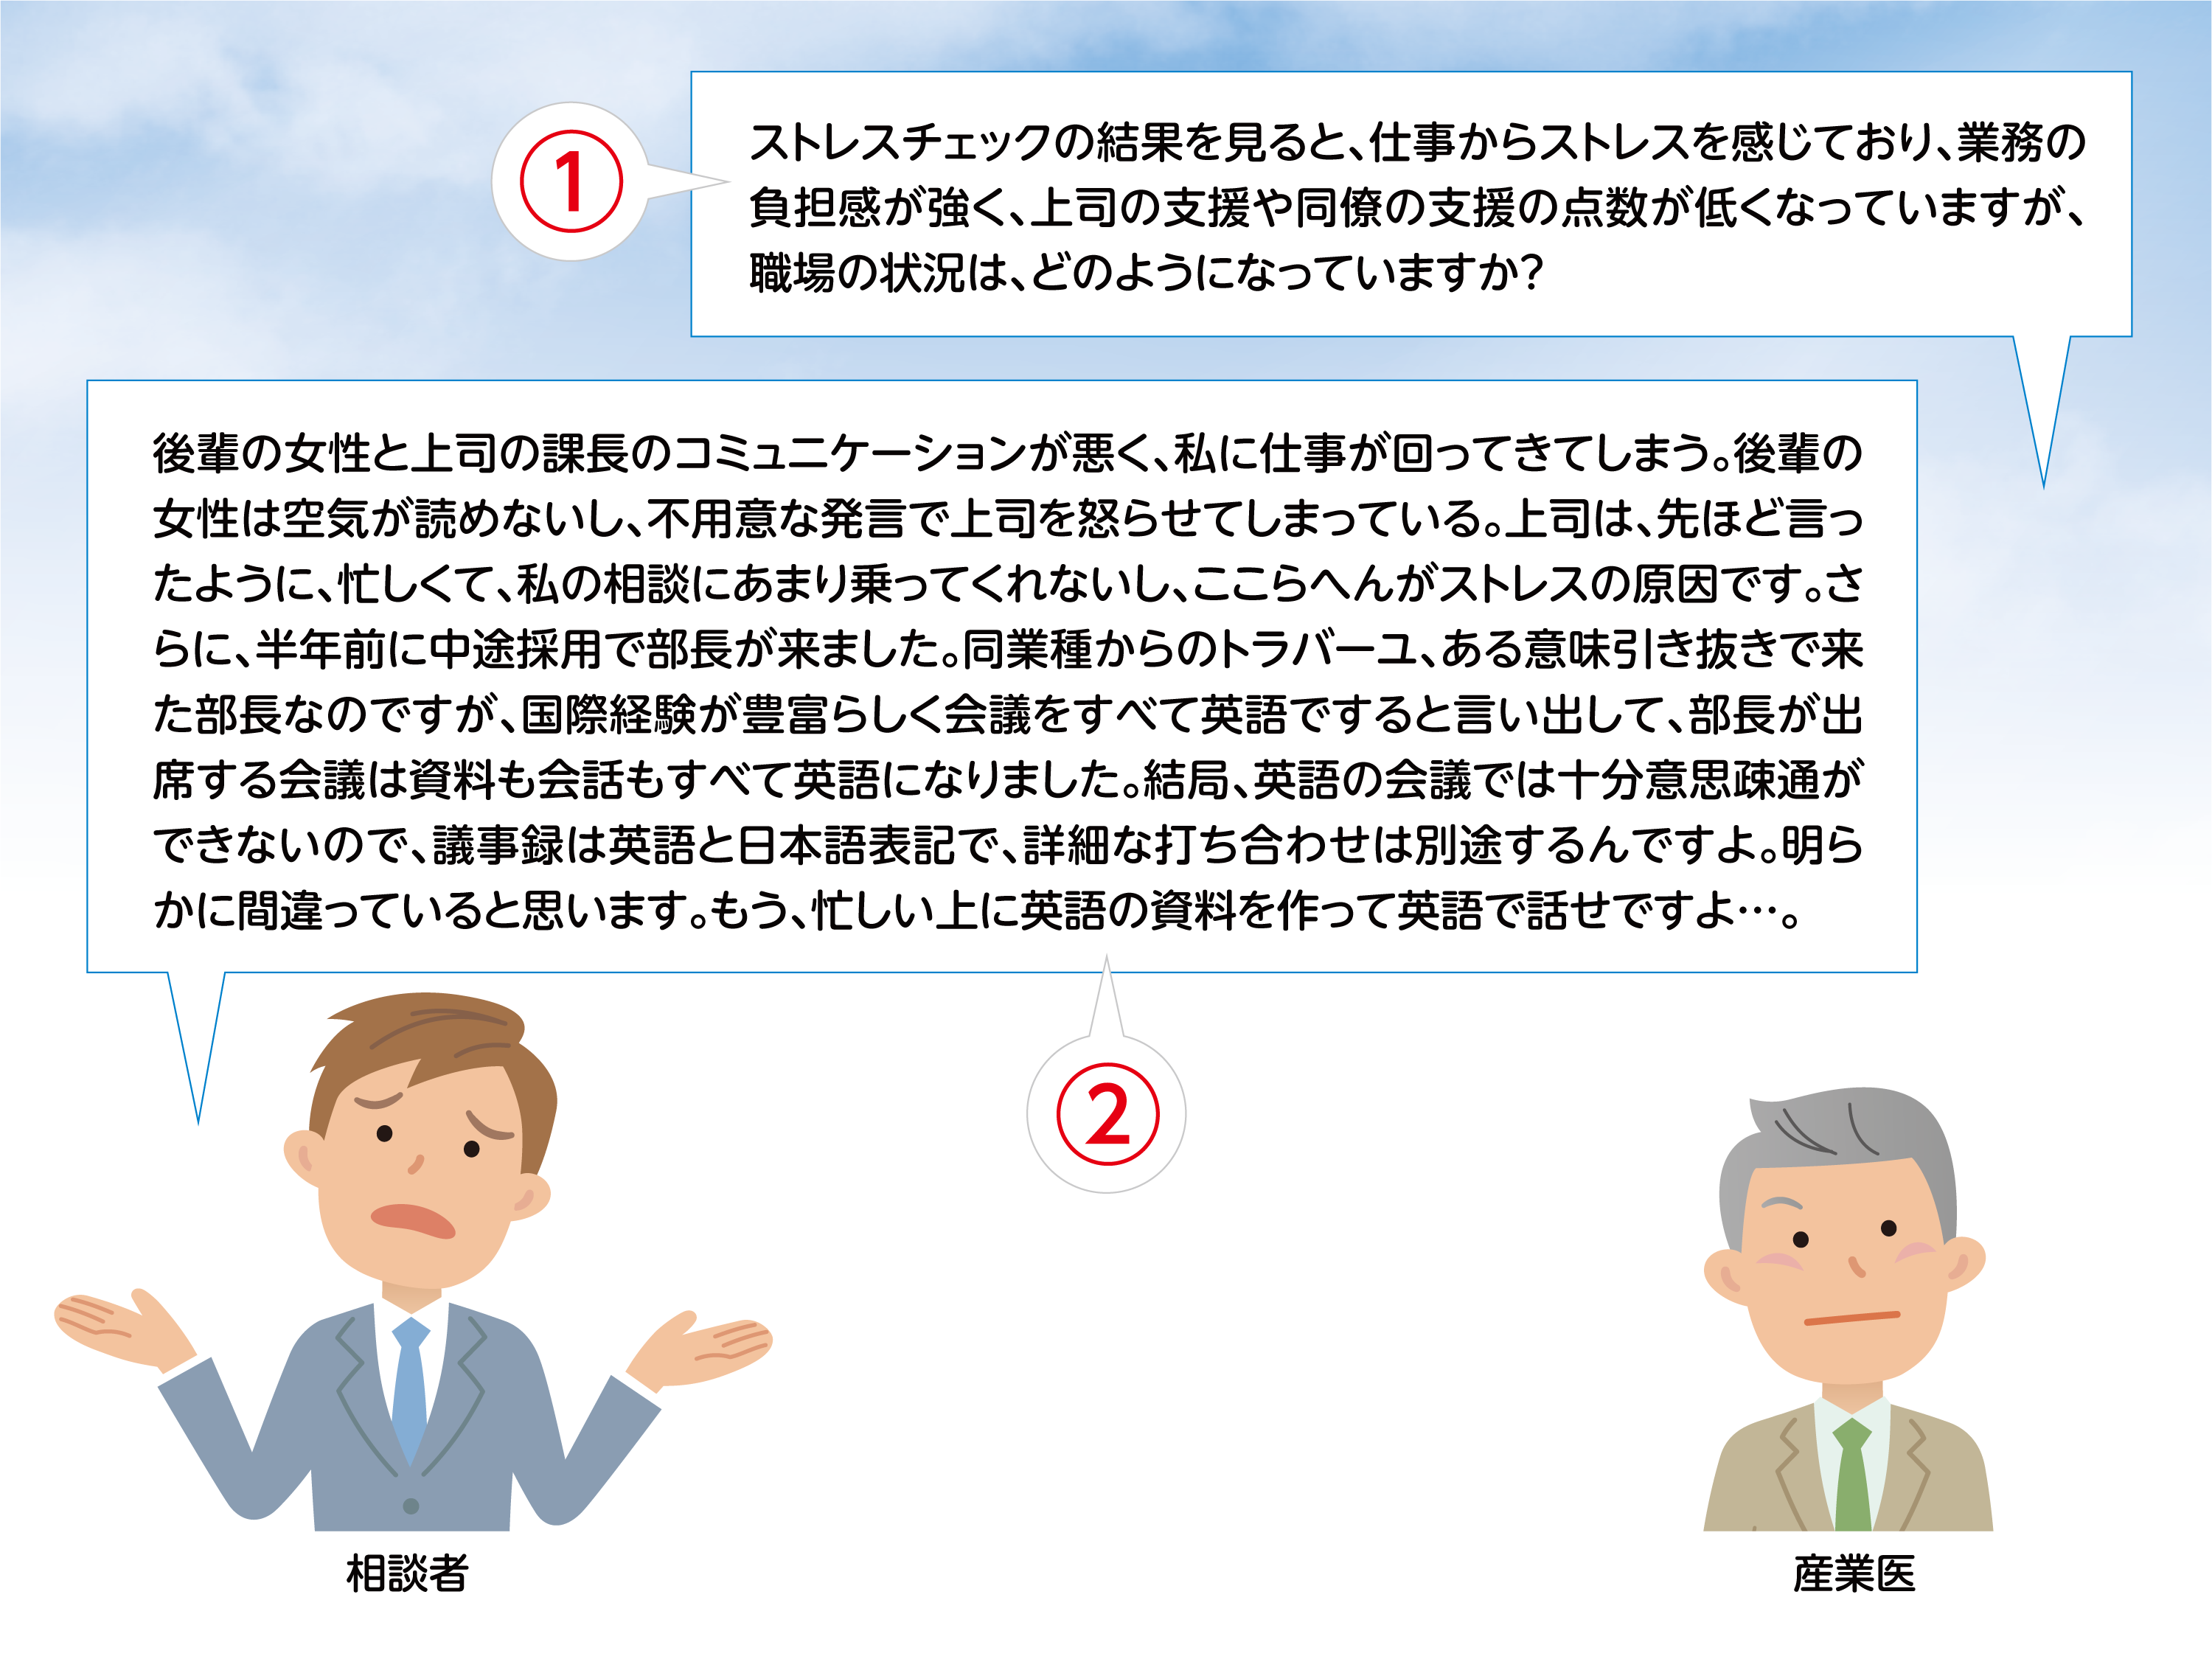 ①
ストレスチェックの結果を見ると、仕事からストレスを感じており、業務の
負担感が強く、上司の支援や同僚の支援の点数が低くなっていますが、
職場の状況は、どのようになっていますか？
後輩の女性と上司の課長のコミュニケーションが悪く、私に仕事が回ってきてしまう。後輩の
女性は空気が読めないし、不用意な発言で上司を怒らせてしまっている。上司は、先ほど言っ
たように、忙しくて、私の相談にあまり乗ってくれないし、ここらへんがストレスの原因です。さ
らに、半年前に中途採用で部長が来ました。同業種からのトラバーユ、ある意味引き抜きで来
た部長なのですが、国際経験が豊富らしく会議をすべて英語ですると言い出して、部長が出
席する会議は資料も会話もすべて英語になりました。結局、英語の会議では十分意思疎通が
できないので、議事録は英語と日本語表記で、詳細な打ち合わせは別途するんですよ。明ら
かに間違っていると思います。もう、忙しい上に英語の資料を作って英語で話せですよ…。
②
相談者
産業医